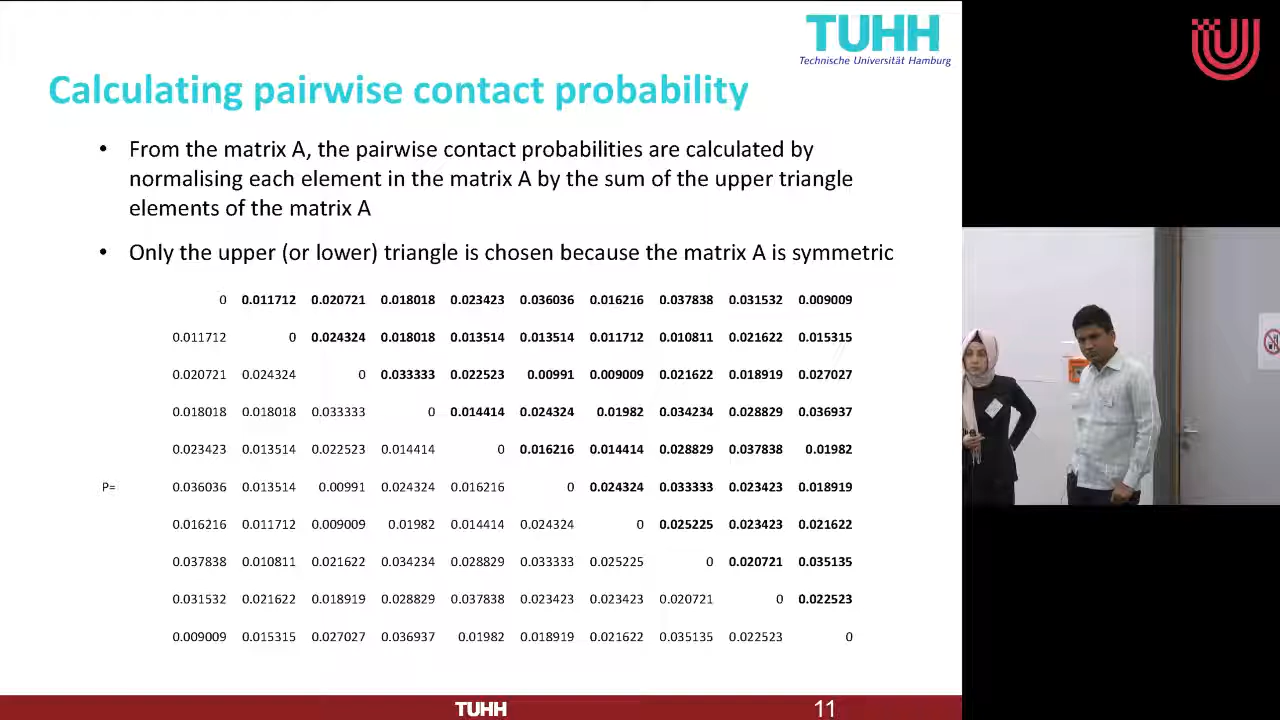 TUHH
Technische Universität Hamburg
Calculating pairwise contact probability
• From the matrix A, the pairwise contact probabilities are calculated by
normalising each element in the matrix A by the sum of the upper triangle
elements of the matrix A
• Only the upper (or lower) triangle is chosen because the matrix A is symmetric
0 0.011712 0.020721 0.018018 0.023423 0.036036 0.016216 0.037838 0.031532 0.009009
0.011712 0 0.024324 0.018018 0.013514 0.013514 0.011712 0.010811 0.021622 0.015315
0.020721 0.024324 0 0.033333 0.022523 0.00991 0.009009 0.021622 0.018919 0.027027
0.018018 0.018018 0.033333 0 0.014414 0.024324 0.01982 0.034234 0.028829 0.036937
0.023423 0.013514 0.022523 0.014414 0 0.016216 0.014414 0.028829 0.037838 0.01982
P= 0.036036 0.013514 0.00991 0.024324 0.016216 0 0.024324 0.033333 0.023423 0.018919
0.016216 0.011712 0.009009 0.01982 0.014414 0.024324 0 0.025225 0.023423 0.021622
0.037838 0.010811 0.021622 0.034234 0.028829 0.033333 0.025225 0 0.020721 0.035135
0.031532 0.021622 0.018919 0.028829 0.037838 0.023423 0.023423 0.020721 0 0.022523
0.009009 0.015315 0.027027 0.036937 0.01982 0.018919 0.021622 0.035135 0.022523 0
TUHH 11